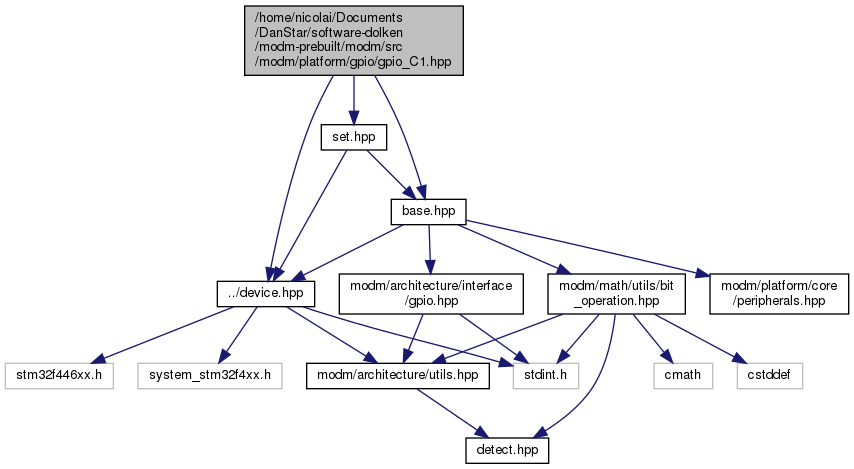 /home/nicolai/Documents
/DanStar/software-dolken
/modm-prebuilt/modm/src
/modm/platform/gpio/gpio_C1.hpp
set.hpp
base.hpp
../device.hpp
modm/architecture/interface
/gpio.hpp
modm/math/utils/bit
_operation.hpp
modm/platform/core
/peripherals.hpp
stm32f446xx.h
system_stm32f4xx.h
modm/architecture/utils.hpp
stdint.h
cmath
cstddef
detect.hpp